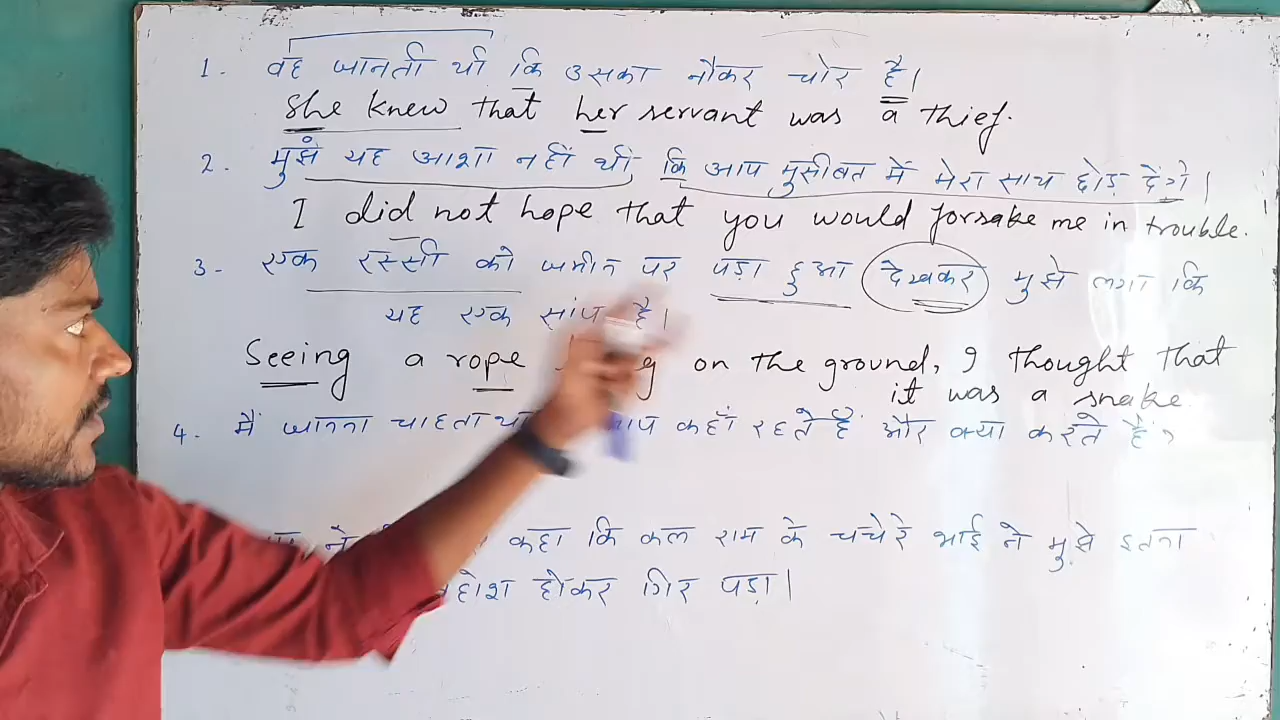 1. वह जानती थी कि उसका नौकर चोर है।
She knew that her servant was a thief.
2. मुझे यह आशा नहीं थी कि आप मुसीबत में मेरा साथ छोड़ देंगे।
I did not hope that you would forsake me in trouble.
3- एक रस्सी को जमीन पर पड़ा हुआ देखकर मुझे लगा कि
यह एक सांप है।
Seeing a rope on the ground, I thought that
it was a snake.
4. मैं जानना चाहता था कहाँ रहते हैं और क्या करते हैं?
ने कहा कि कल राम के चचेरे भाई ने मुझे इतना
होकर गिर पड़ा।